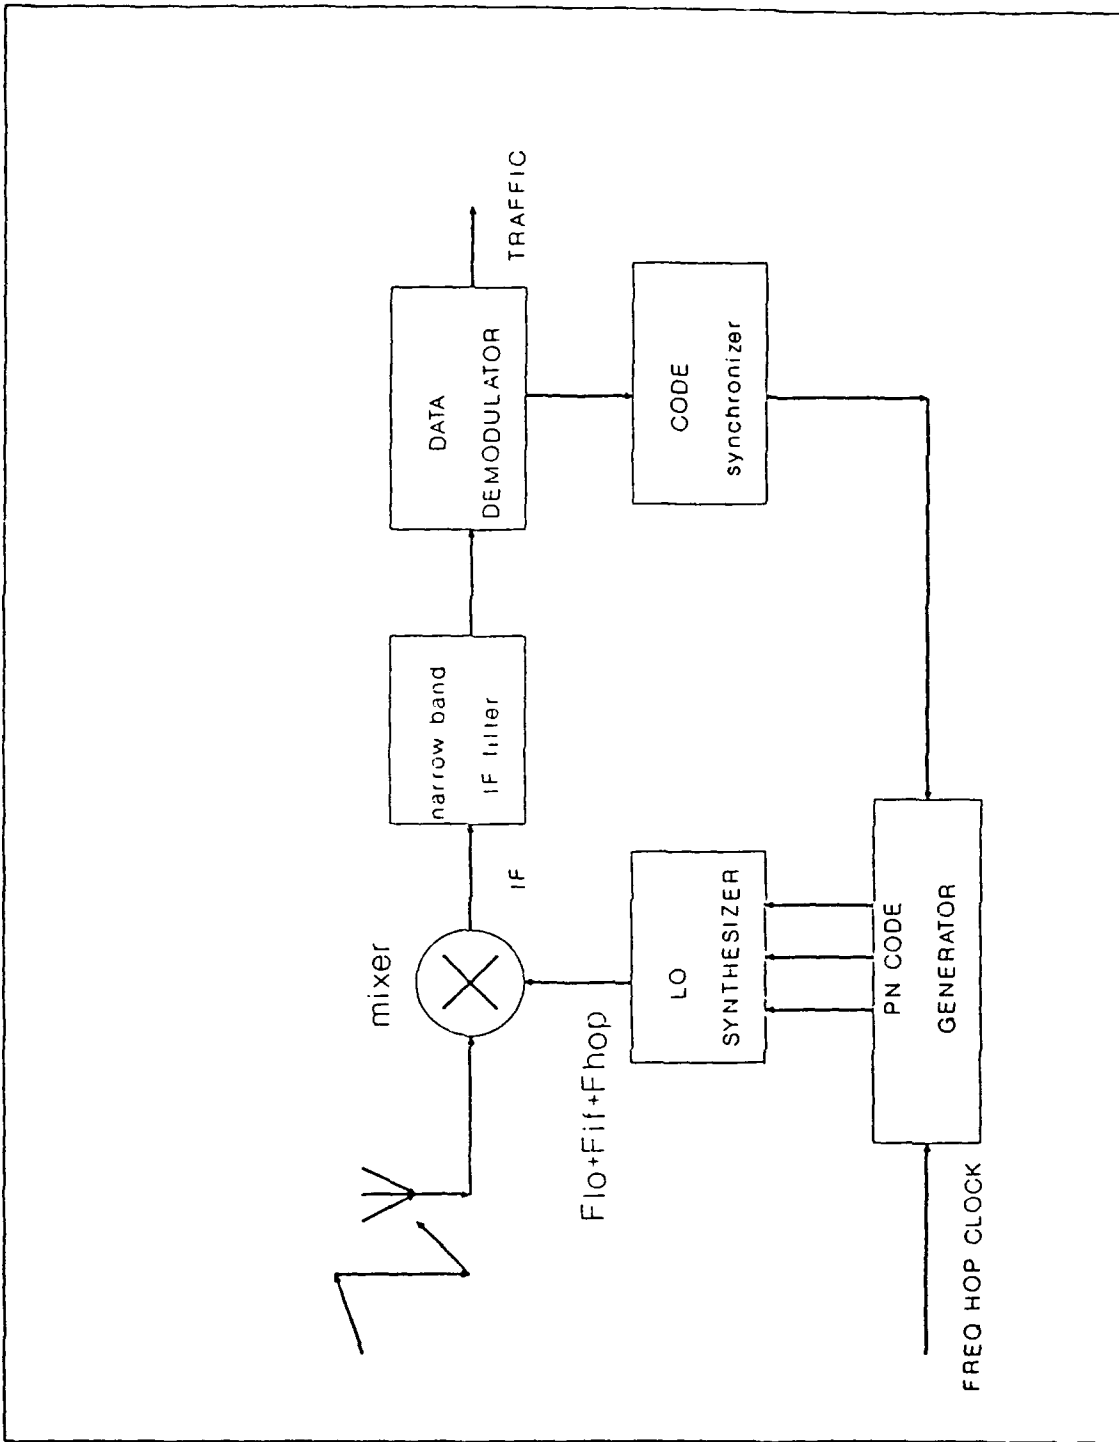 mixer
IF
narrow band
IF filter
DATA
DEMODULATOR
TRAFFIC
Flo+Fif+Fhop
LO
SYNTHESIZER
CODE
synchronizer
FREQ HOP CLOCK
PN CODE
GENERATOR